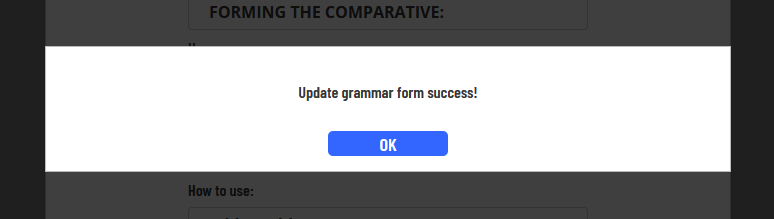 FORMING THE COMPARATIVE:
Update grammar form success!
OK
How to use: